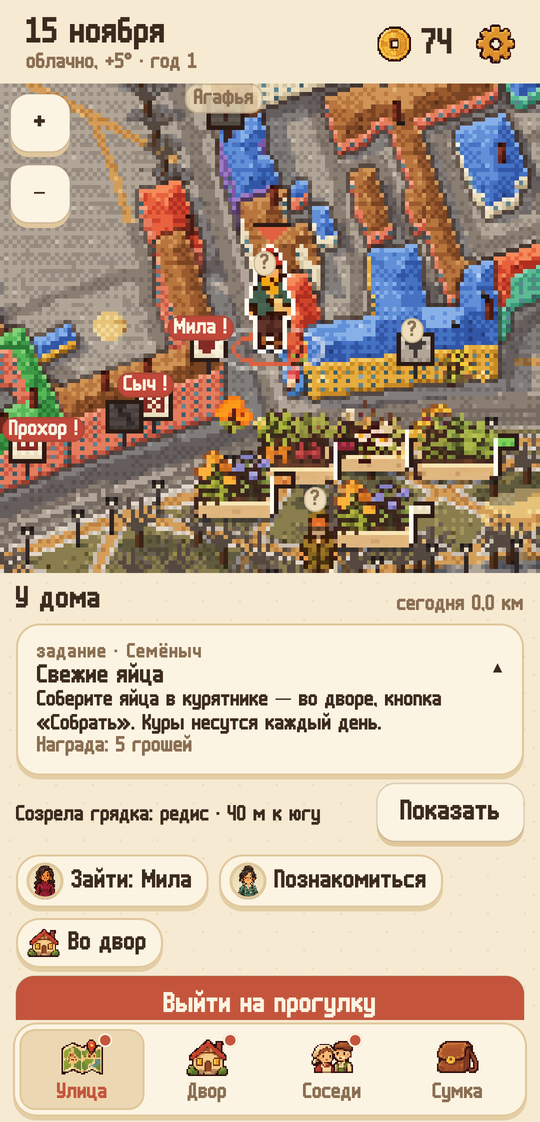 15 ноября
облачно, +5° · год 1
74
Агафья
+
−
?
Мила !
?
Сыч !
Прохор !
?
У дома
сегодня 0,0 км
задание · Семёныч
Свежие яйца
▲
Соберите яйца в курятнике — во дворе, кнопка
«Собрать». Куры несутся каждый день.
Награда: 5 грошей
Созрела грядка: редис · 40 м к югу
Показать
Зайти: Мила
Познакомиться
Во двор
Выйти на прогулку
Улица
Двор
Соседи
Сумка